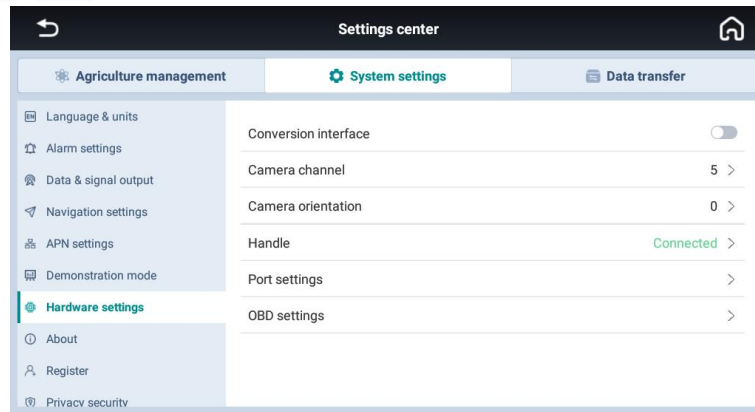 Settings center
Agriculture management
System settings
Data transfer
EN Language & units
Alarm settings
Data & signal output
Navigation settings
APN settings
Demonstration mode
Hardware settings
About
Register
Privacy security
Conversion interface
Camera channel 5 >
Camera orientation 0 >
Handle Connected >
Port settings >
OBD settings >